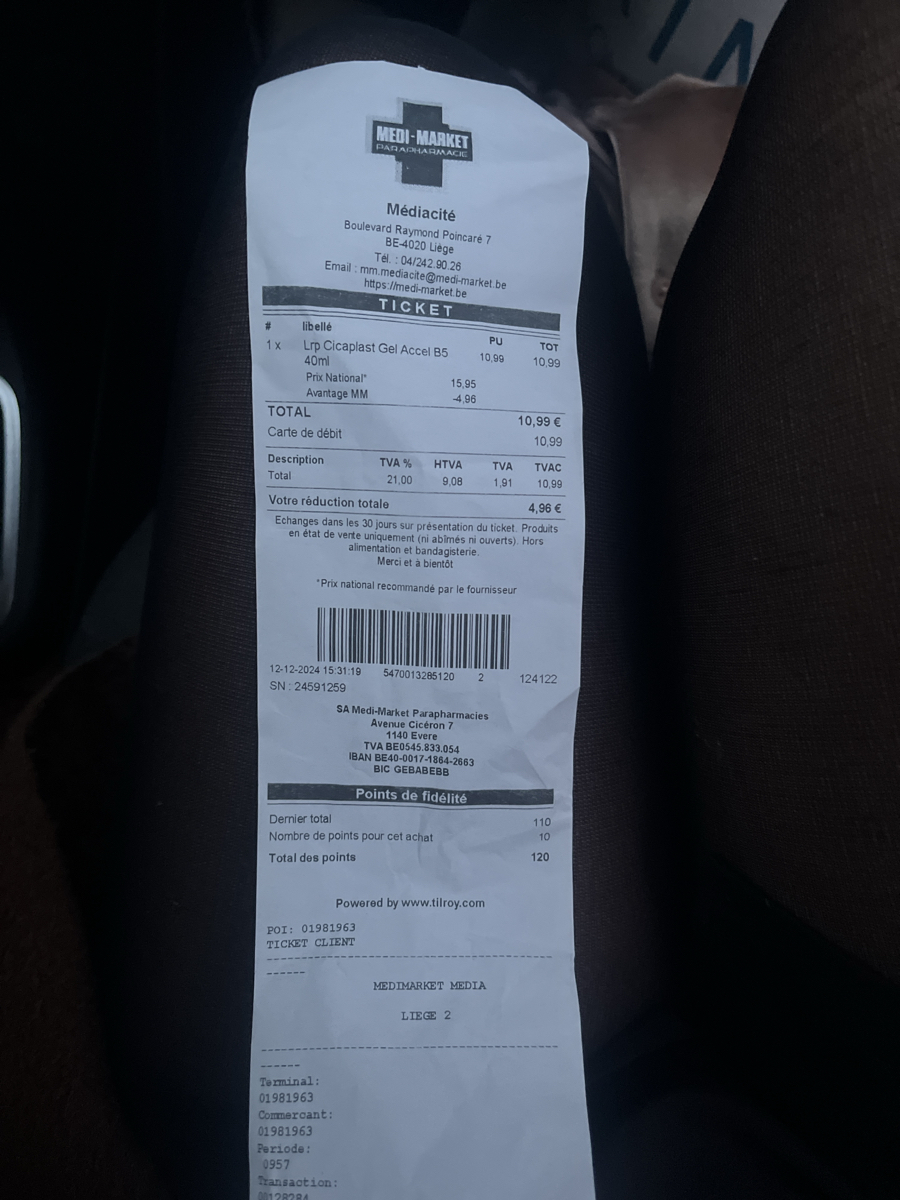 MEDI-MARKET
PARAPHARMACIE
Médiacité
Boulevard Raymond Poincaré 7
BE-4020 Liège
Tél. : 04/242.90.26
Email : mm.mediacite@medi-market.be
https://medi-market.be
TICKET
# libellé PU TOT
1 x Lrp Cicaplast Gel Accel B5 10,99 10,99
40ml
Prix National* 15,95
Avantage MM -4,96
TOTAL 10,99 €
Carte de débit 10,99
Description TVA % HTVA TVA TVAC
Total 21,00 9,08 1,91 10,99
Votre réduction totale 4,96 €
Echanges dans les 30 jours sur présentation du ticket. Produits
en état de vente uniquement (ni abîmés ni ouverts). Hors
alimentation et bandagisterie.
Merci et à bientôt
*Prix national recommandé par le fournisseur
12-12-2024 15:31:19 5470013285120 2 124122
SN : 24591259
SA Medi-Market Parapharmacies
Avenue Cicéron 7
1140 Evere
TVA BE0545.833.054
IBAN BE40-0017-1864-2663
BIC GEBABEBB
Points de fidélité
Dernier total 110
Nombre de points pour cet achat 10
Total des points 120
Powered by www.tilroy.com
POI: 01981963
TICKET CLIENT
MEDIMARKET MEDIA
LIEGE 2
Terminal:
01981963
Commercant:
01981963
Periode:
0957
Transaction:
00128284